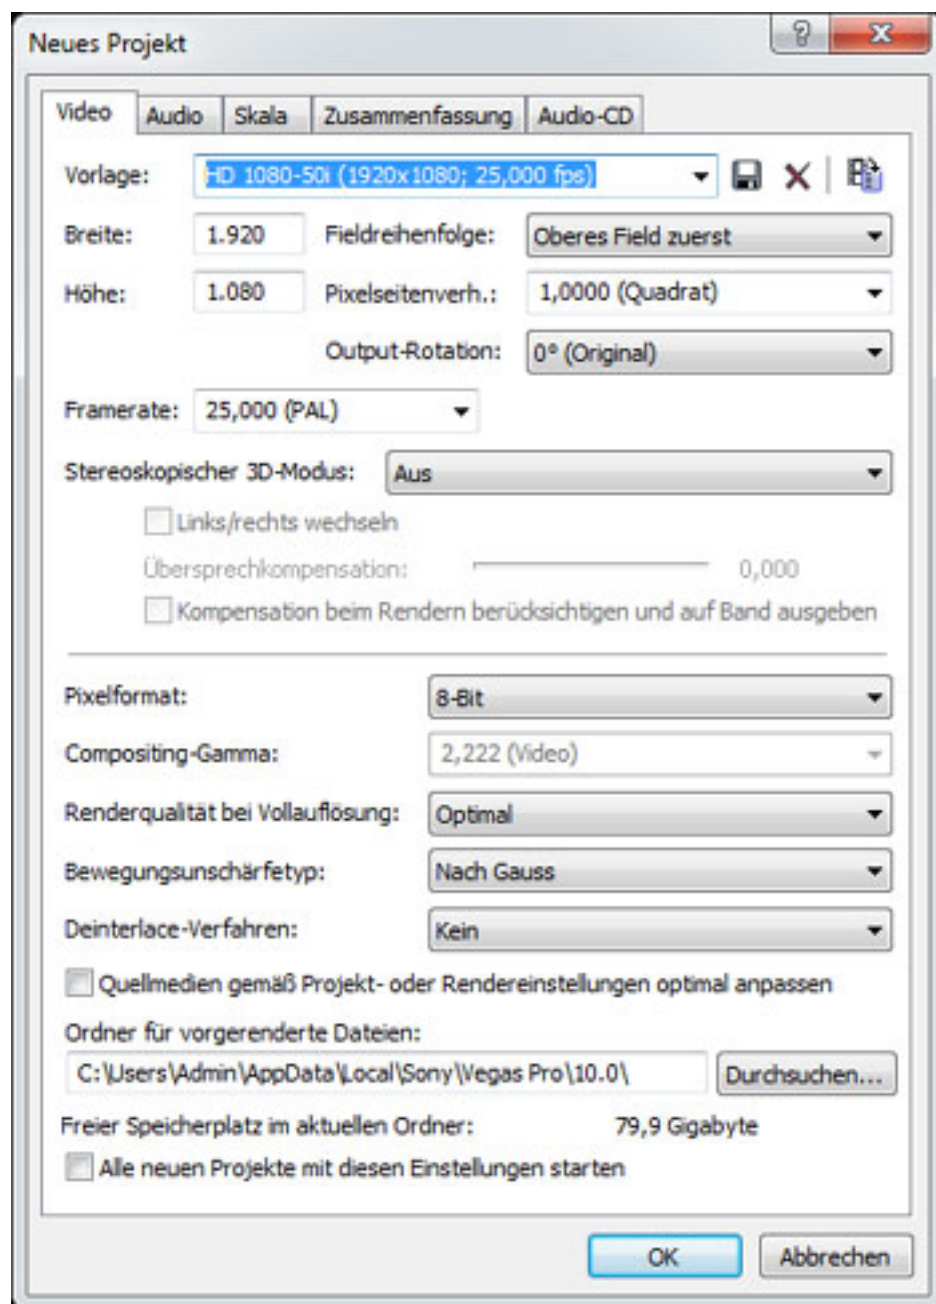 Neues Projekt
Video Audio Skala Zusammenfassung Audio-CD
Vorlage: HD 1080-50i (1920x1080; 25,000 fps)
Breite: 1.920 Fieldreihenfolge: Oberes Field zuerst
Höhe: 1.080 Pixelseitenverh.: 1,0000 (Quadrat)
Output-Rotation: 0° (Original)
Framerate: 25,000 (PAL)
Stereoskopischer 3D-Modus: Aus
Links/rechts wechseln
Übersprechkompensation: 0,000
Kompensation beim Rendern berücksichtigen und auf Band ausgeben
Pixelformat: 8-Bit
Compositing-Gamma: 2,222 (Video)
Renderqualität bei Vollauflösung: Optimal
Bewegungsunschärfetyp: Nach Gauss
Deinterlace-Verfahren: Kein
Quellmedien gemäß Projekt- oder Rendereinstellungen optimal anpassen
Ordner für vorgerenderte Dateien:
C:\Users\Admin\AppData\Local\Sony\Vegas Pro\10.0\ Durchsuchen...
Freier Speicherplatz im aktuellen Ordner: 79,9 Gigabyte
Alle neuen Projekte mit diesen Einstellungen starten
OK Abbrechen